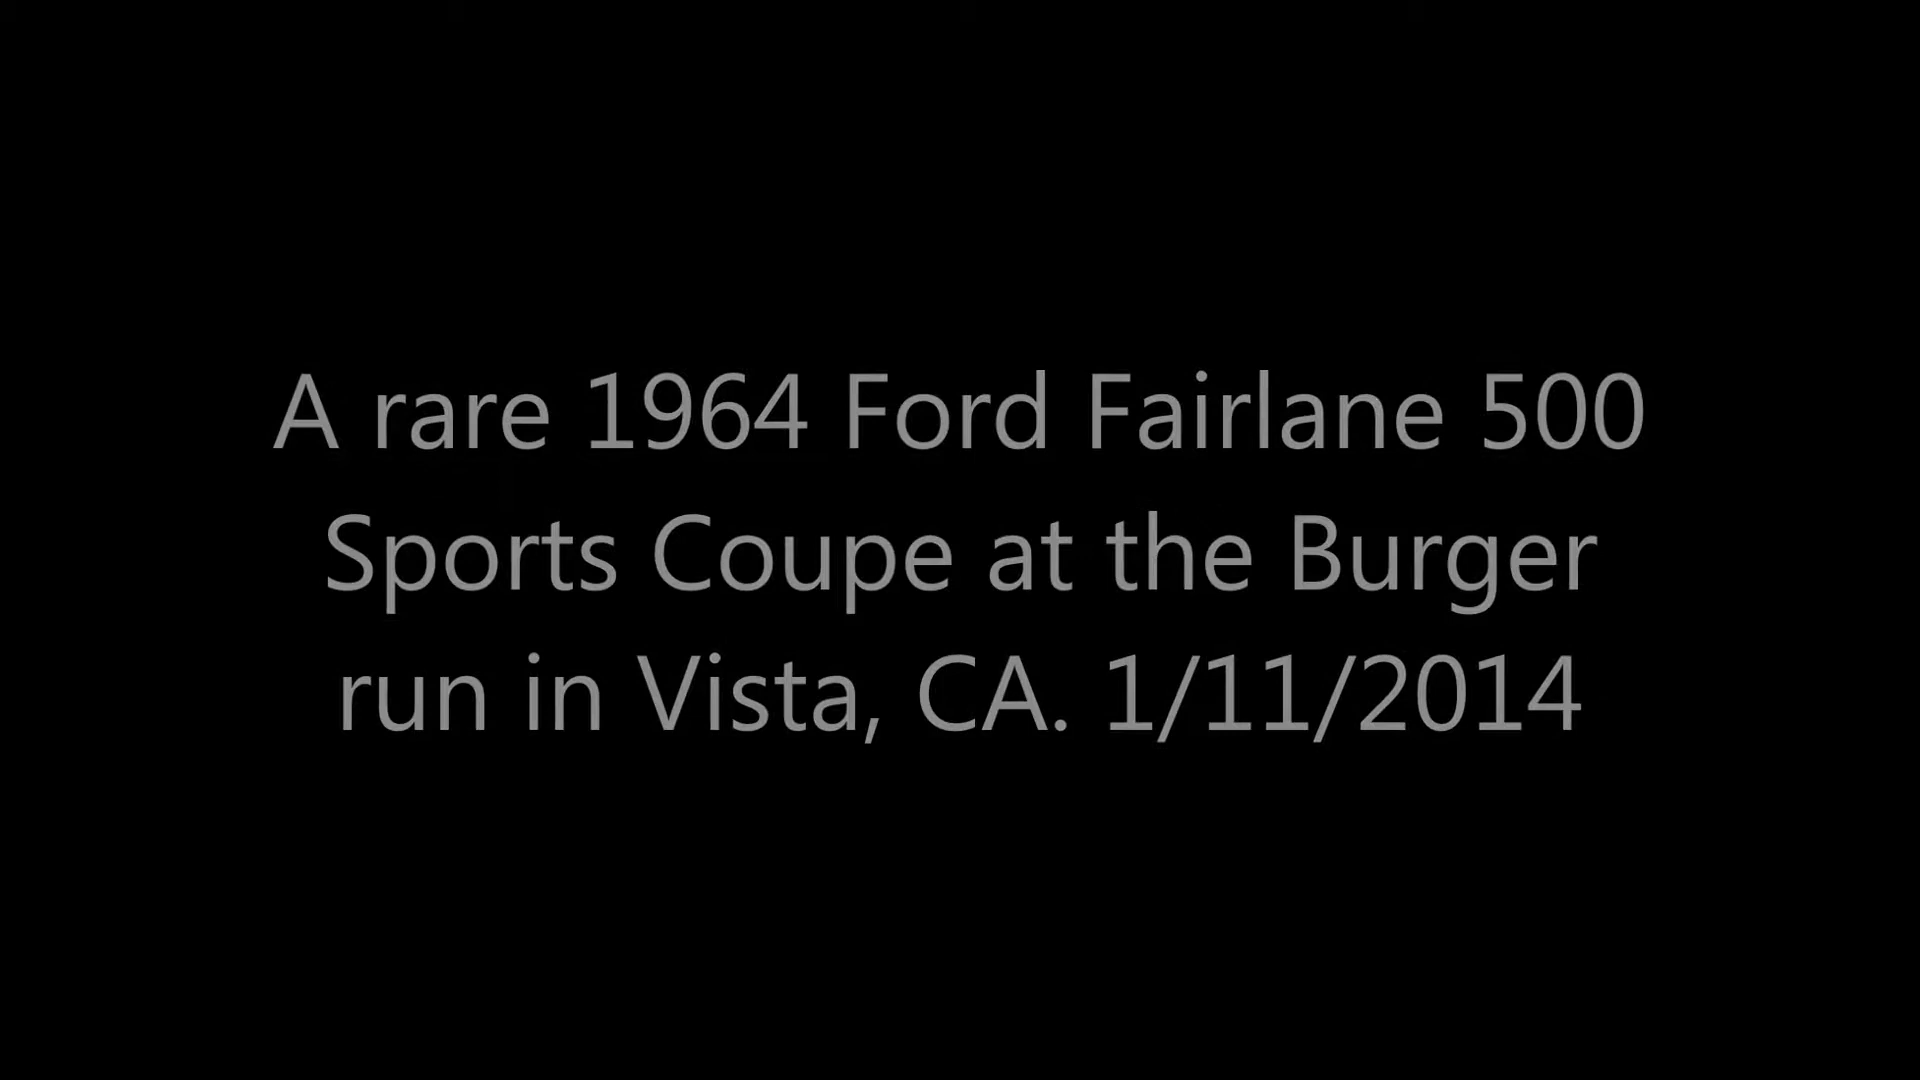 A rare 1964 Ford Fairlane 500
Sports Coupe at the Burger
run in Vista, CA. 1/11/2014